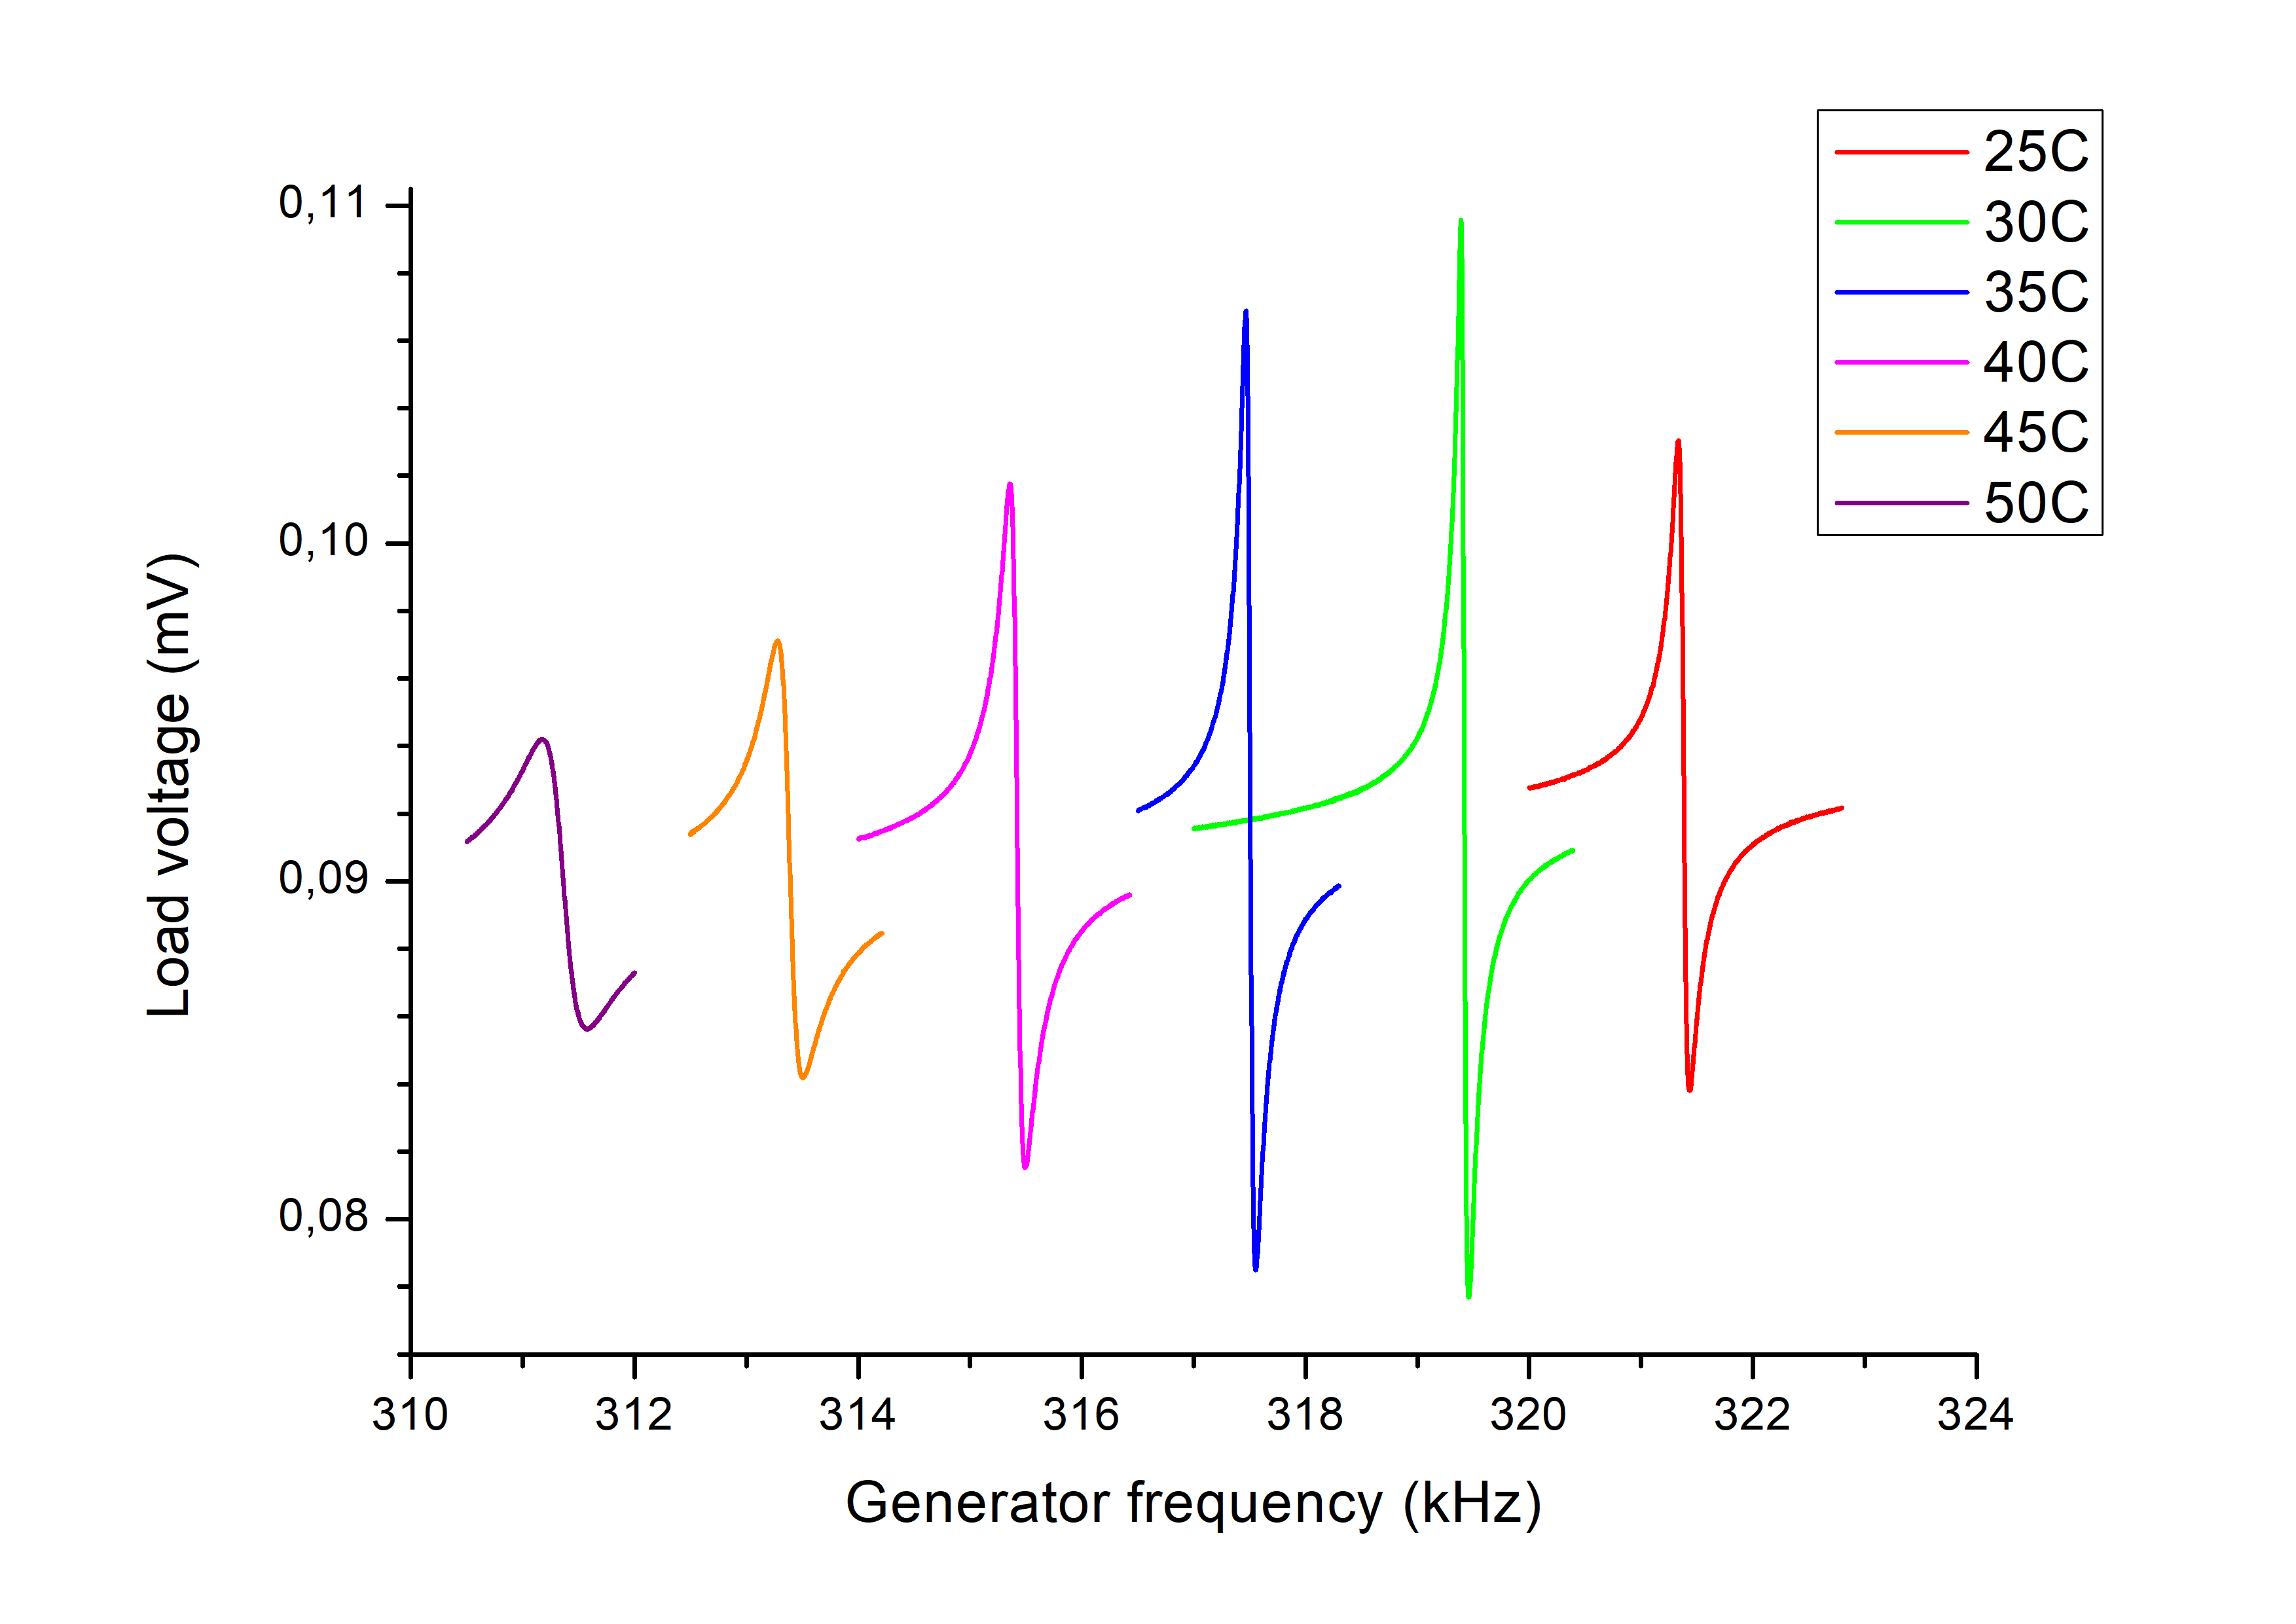 25C
30C
35C
40C
45C
50C
0,11
0,10
0,09
0,08
Load voltage (mV)
310 312 314 316 318 320 322 324
Generator frequency (kHz)